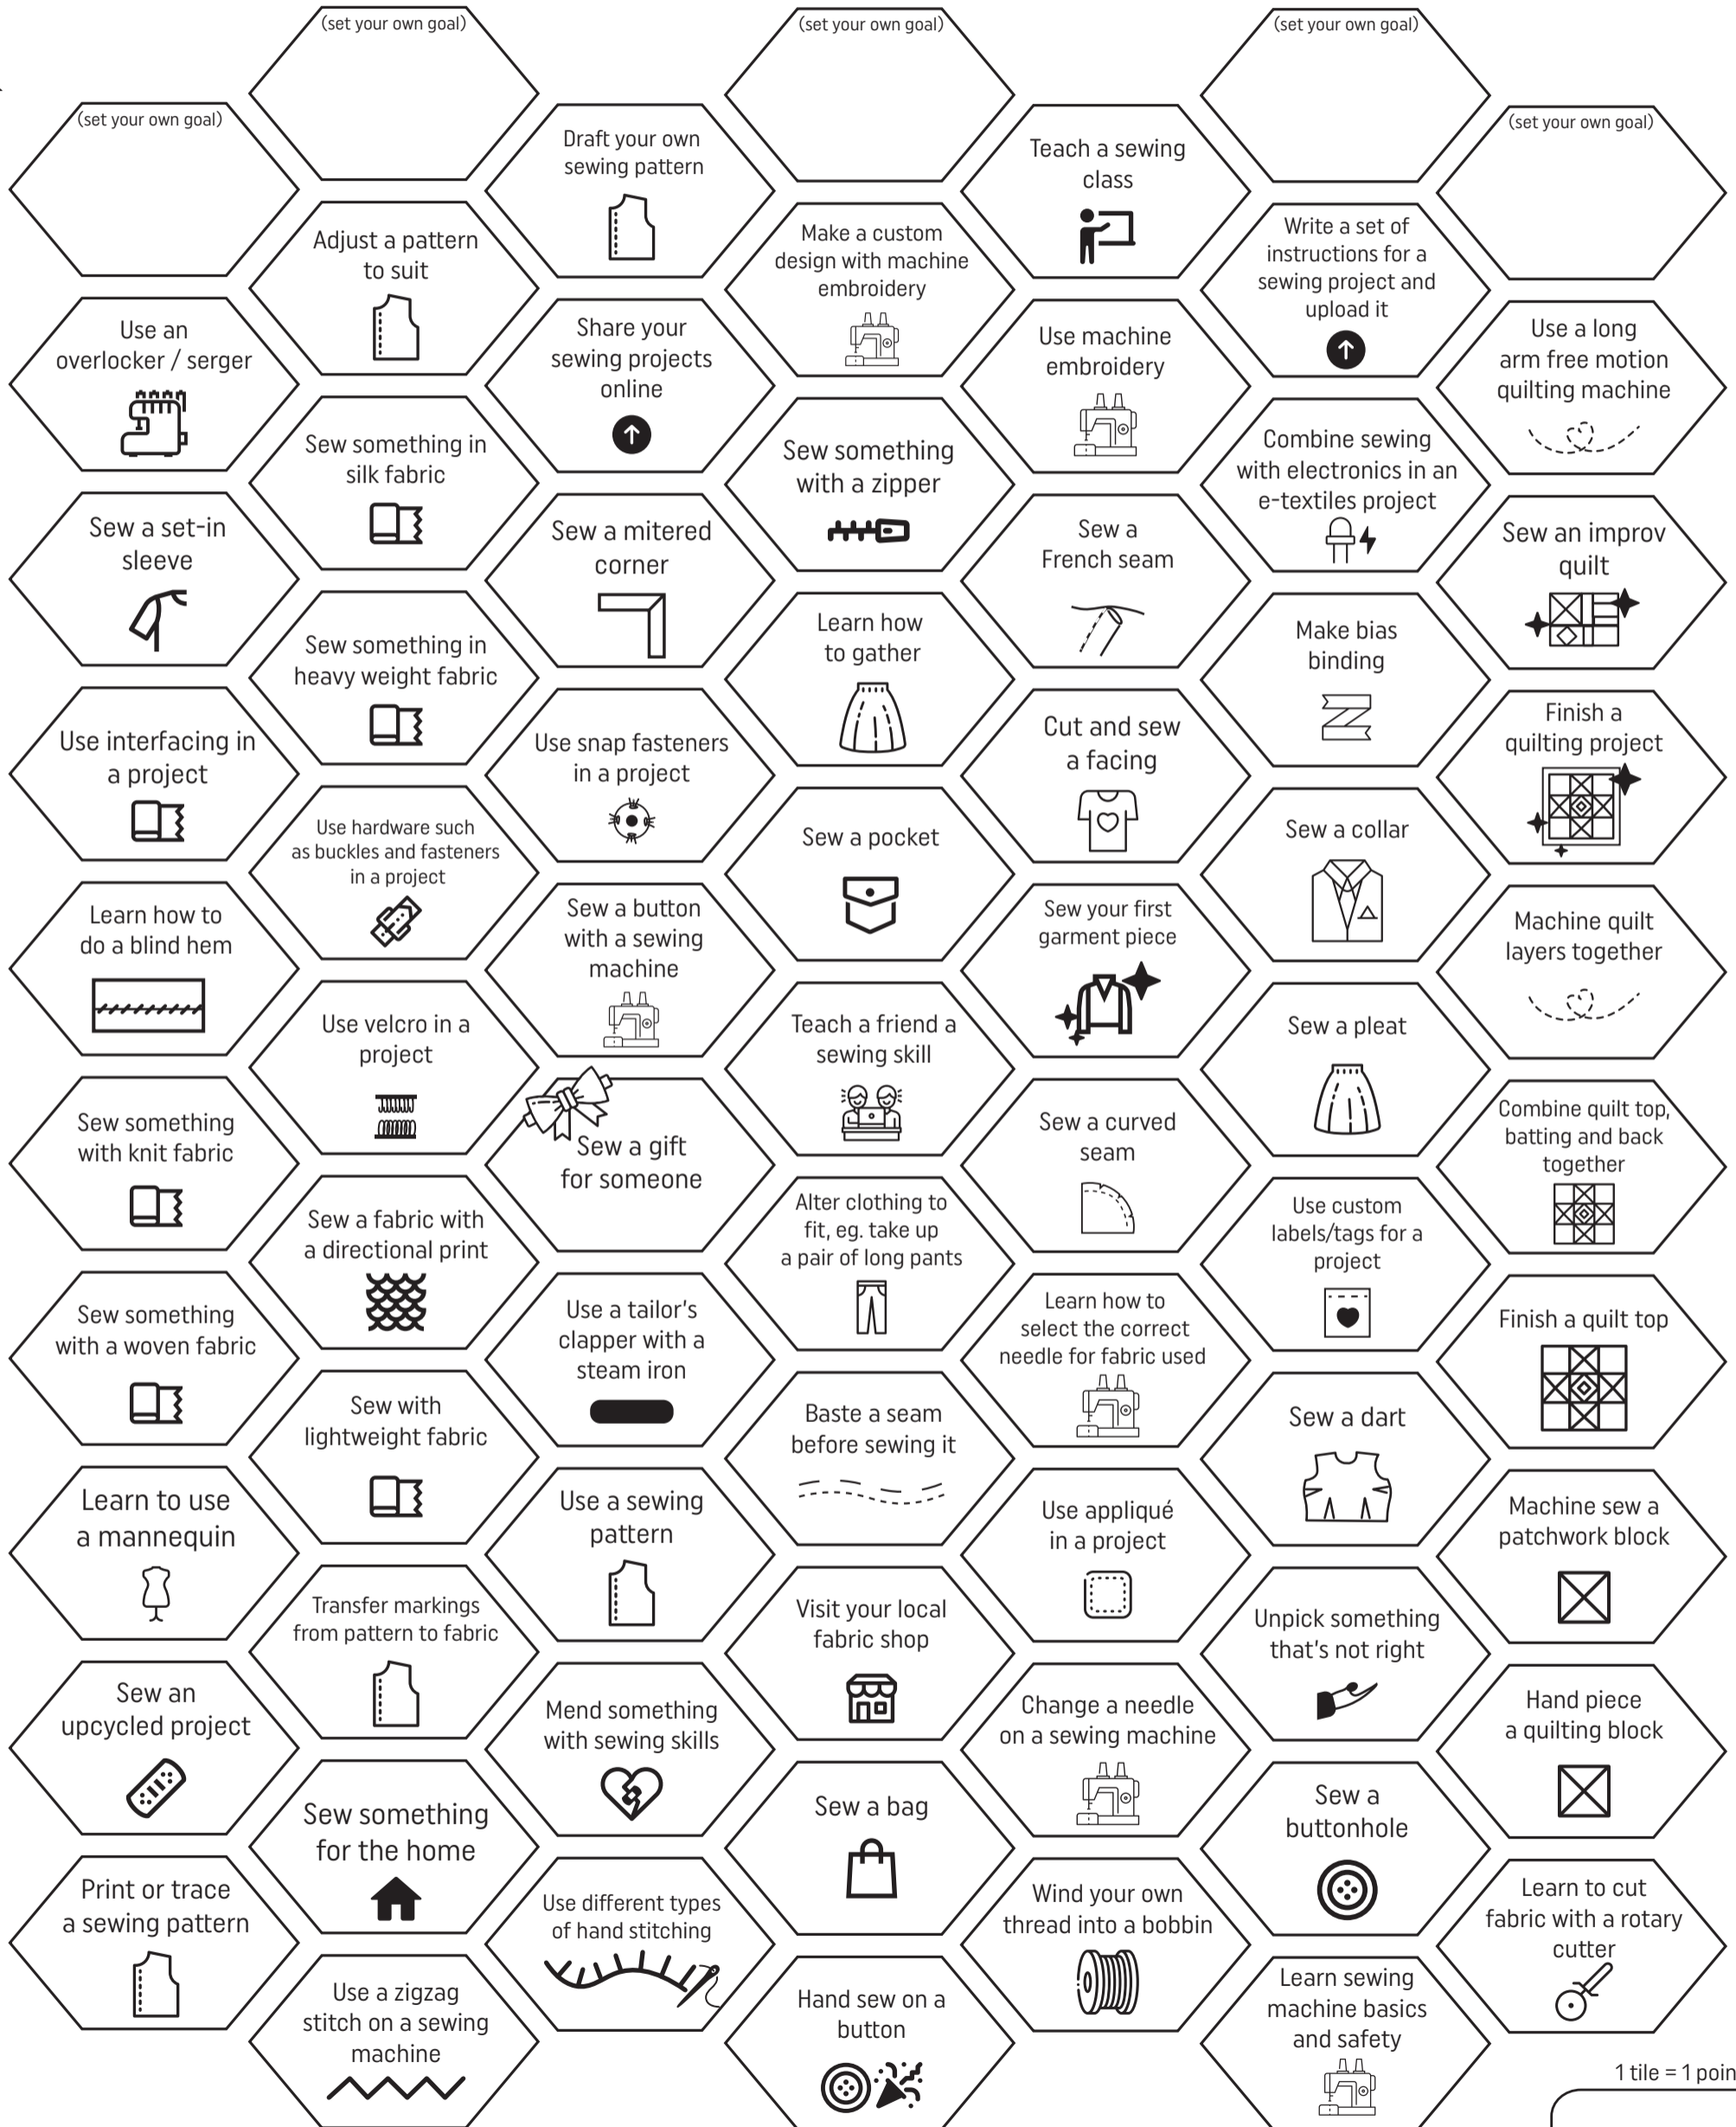 (set your own goal)
(set your own goal)
(set your own goal)
(set your own goal)
(set your own goal)
Draft your own
sewing pattern
Teach a sewing
class
Adjust a pattern
to suit
Make a custom
design with machine
embroidery
Write a set of
instructions for a
sewing project and
upload it
Use an
overlocker / serger
Share your
sewing projects
online
Use machine
embroidery
Use a long
arm free motion
quilting machine
Sew something in
silk fabric
Sew something
with a zipper
Combine sewing
with electronics in an
e-textiles project
Sew a set-in
sleeve
Sew a mitered
corner
Sew a
French seam
Sew an improv
quilt
Sew something in
heavy weight fabric
Learn how
to gather
Make bias
binding
Use interfacing in
a project
Use snap fasteners
in a project
Cut and sew
a facing
Finish a
quilting project
Use hardware such
as buckles and fasteners
in a project
Sew a pocket
Sew a collar
Learn how to
do a blind hem
Sew a button
with a sewing
machine
Sew your first
garment piece
Machine quilt
layers together
Use velcro in a
project
Teach a friend a
sewing skill
Sew a pleat
Sew something
with knit fabric
Sew a gift
for someone
Sew a curved
seam
Combine quilt top,
batting and back
together
Sew a fabric with
a directional print
Alter clothing to
fit, eg. take up
a pair of long pants
Use custom
labels/tags for a
project
Sew something
with a woven fabric
Use a tailor's
clapper with a
steam iron
Learn how to
select the correct
needle for fabric used
Finish a quilt top
Sew with
lightweight fabric
Baste a seam
before sewing it
Sew a dart
Learn to use
a mannequin
Use a sewing
pattern
Use appliqué
in a project
Machine sew a
patchwork block
Transfer markings
from pattern to fabric
Visit your local
fabric shop
Unpick something
that's not right
Sew an
upcycled project
Mend something
with sewing skills
Change a needle
on a sewing machine
Hand piece
a quilting block
Sew something
for the home
Sew a bag
Sew a
buttonhole
Print or trace
a sewing pattern
Use different types
of hand stitching
Wind your own
thread into a bobbin
Learn to cut
fabric with a rotary
cutter
Use a zigzag
stitch on a sewing
machine
Hand sew on a
button
Learn sewing
machine basics
and safety
1 tile = 1 poin